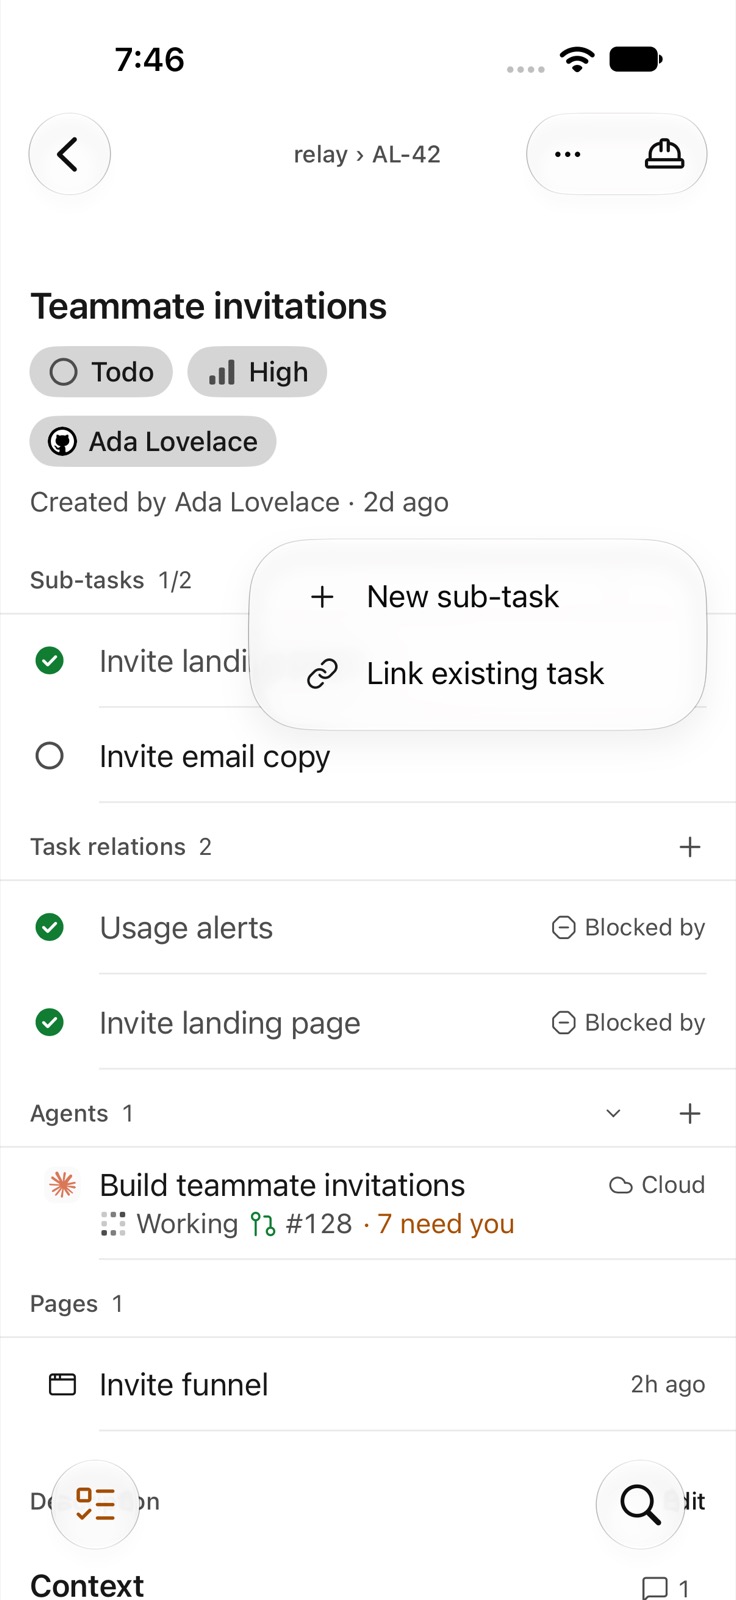 7:46
relay › AL-42
Teammate invitations
Todo
High
Ada Lovelace
Created by Ada Lovelace · 2d ago
Sub-tasks 1/2
New sub-task
Link existing task
Invite landi
Invite email copy
Task relations 2
Usage alerts
Blocked by
Invite landing page
Blocked by
Agents 1
Build teammate invitations
Cloud
Working #128 · 7 need you
Pages 1
Invite funnel
2h ago
Context
1